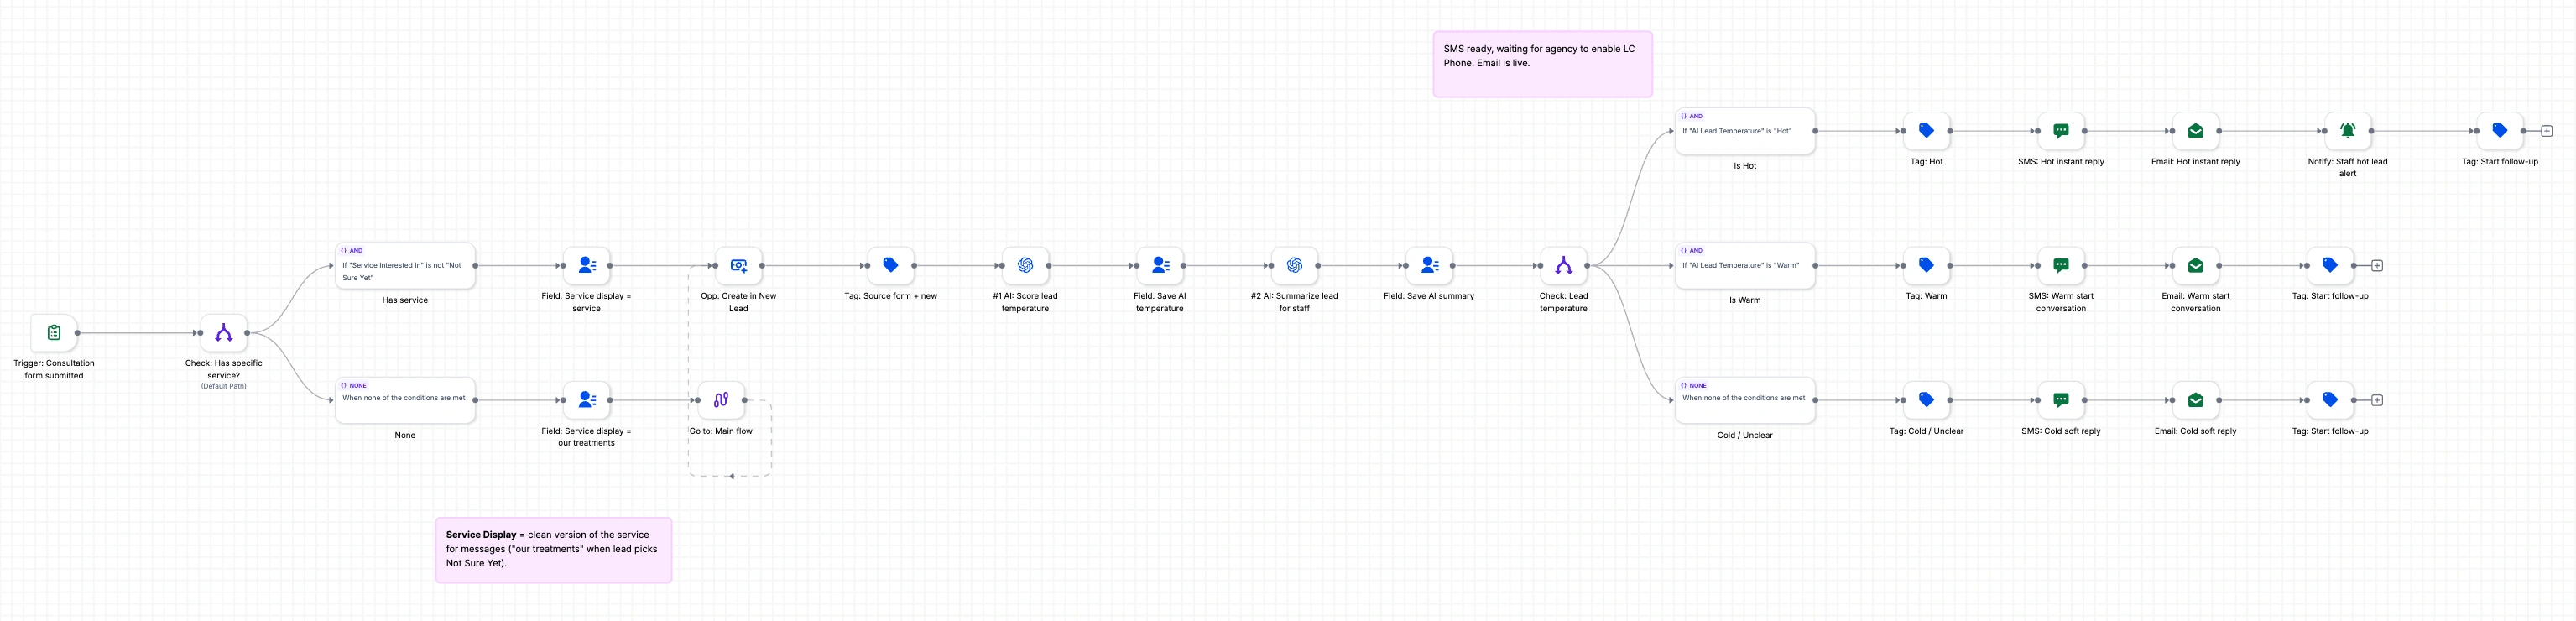 SMS ready, waiting for agency to enable LC
Phone. Email is live.
AND
If "AI Lead Temperature" is "Hot"
Is Hot
Tag: Hot
SMS: Hot instant reply
Email: Hot instant reply
Notify: Staff hot lead
alert
Tag: Start follow-up
AND
If "Service Interested In" is not "Not
Sure Yet"
Has service
Field: Service display =
service
Opp: Create in New
Lead
Tag: Source form + new
#1 AI: Score lead
temperature
Field: Save AI
temperature
#2 AI: Summarize lead
for staff
Field: Save AI summary
Check: Lead
temperature
AND
If "AI Lead Temperature" is "Warm"
Is Warm
Tag: Warm
SMS: Warm start
conversation
Email: Warm start
conversation
Tag: Start follow-up
Trigger: Consultation
form submitted
Check: Has specific
service?
(Default Path)
NONE
When none of the conditions are met
None
Field: Service display =
our treatments
Go to: Main flow
NONE
When none of the conditions are met
Cold / Unclear
Tag: Cold / Unclear
SMS: Cold soft reply
Email: Cold soft reply
Tag: Start follow-up
Service Display = clean version of the service
for messages ("our treatments" when lead picks
Not Sure Yet).